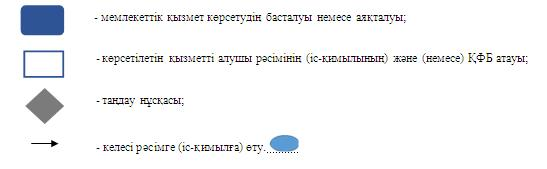 - мемлекеттік қызмет көрсетудің басталуы немесе аяқталуы;
- көрсетілетін қызметті алушы рәсімінің (іс-қимылының) және (немесе) ҚФБ атауы;
- таңдау нұсқасы;
- келесі рәсімге (іс-қимылға) өту.